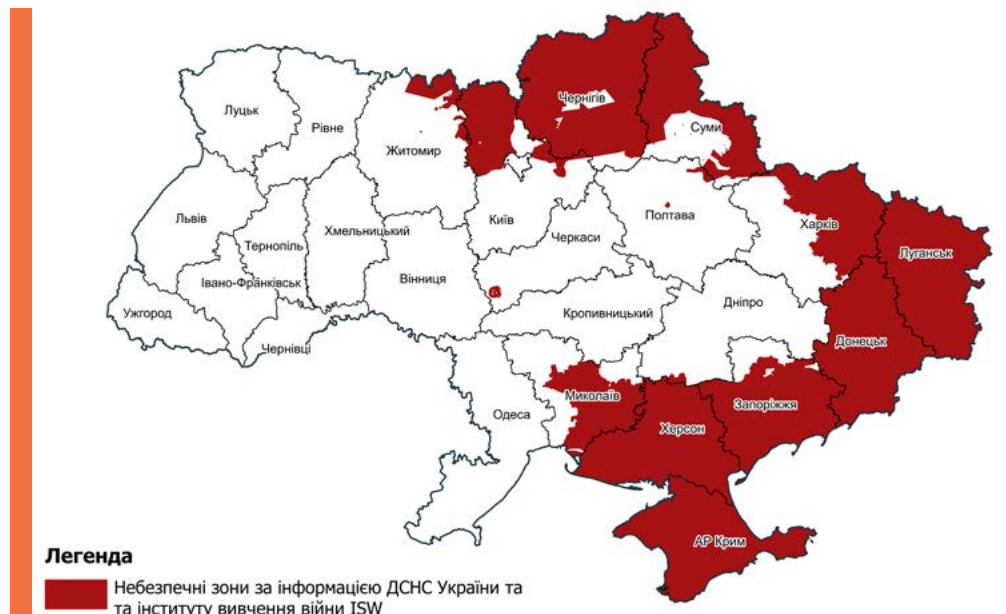 Чернігів
Луцьк
Рівне
Суми
Житомир
Львів
Хмельницький
Київ
Полтава
Харків
Тернопіль
Черкаси
Луганськ
Івано-Франківськ
Вінниця
Дніпро
Ужгород
Кропивницький
Донецьк
Чернівці
Миколаїв
Запоріжжя
Одеса
Херсон
АР Крим
Легенда
Небезпечні зони за інформацією ДСНС України та
та інституту вивчення війни ISW